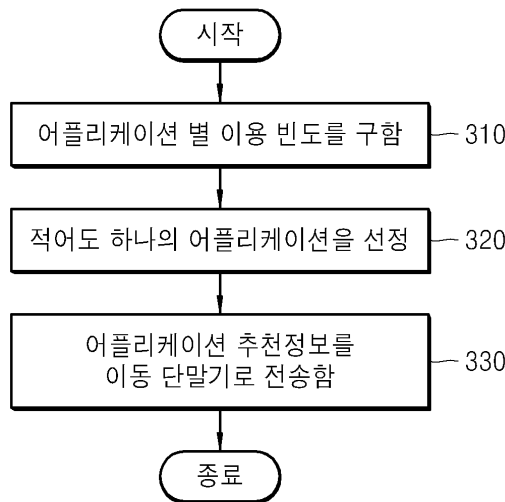 시작
어플리케이션 별 이용 빈도를 구함
310
적어도 하나의 어플리케이션을 선정
320
어플리케이션 추천정보를
이동 단말기로 전송함
330
종료